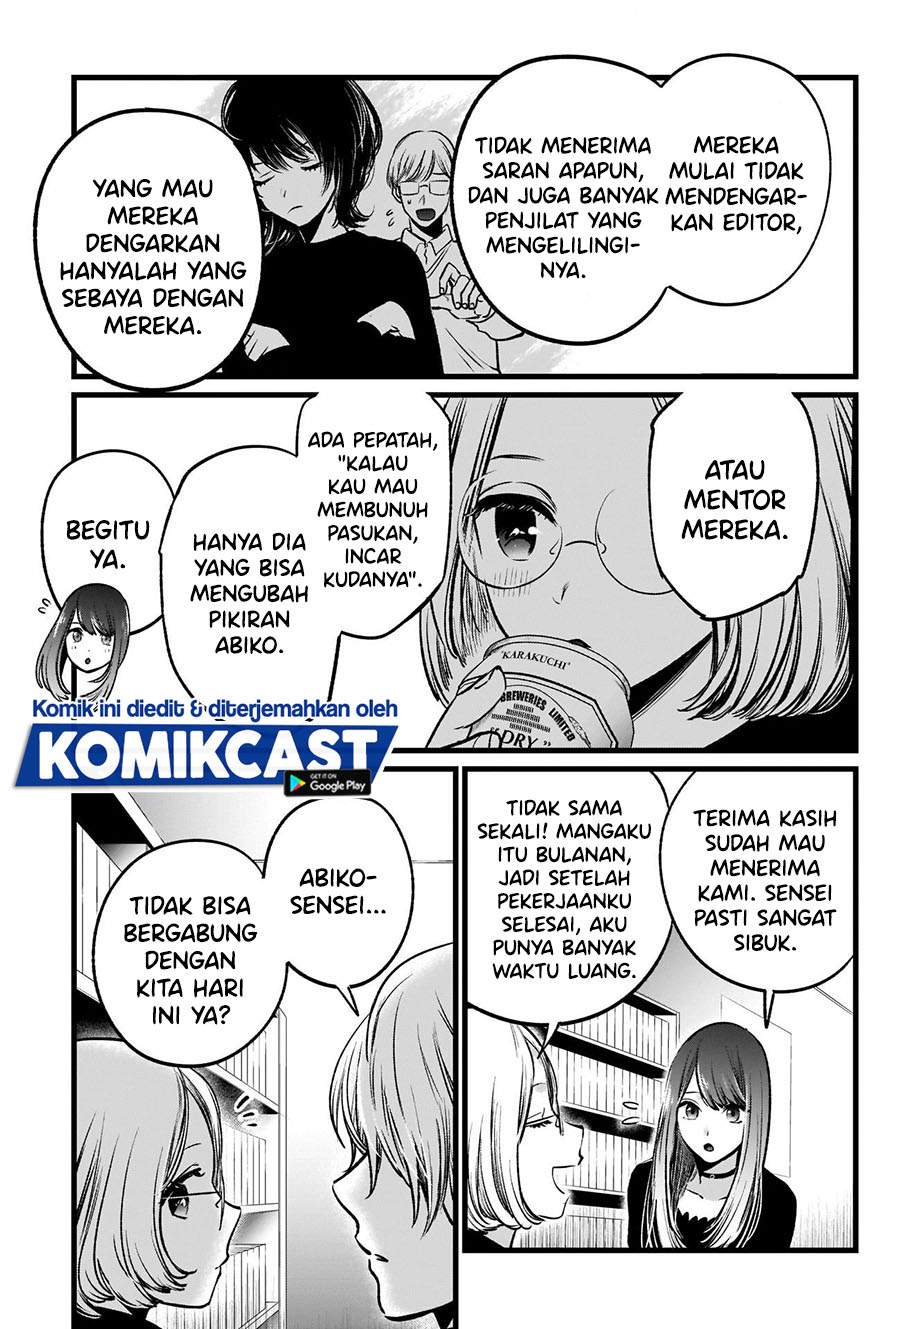 MEREKA
MULAI TIDAK
MENDENGAR-
KAN EDITOR,
TIDAK MENERIMA
SARAN APAPUN,
DAN JUGA BANYAK
PENJILAT YANG
MENGELILINGI-
NYA.
YANG MAU
MEREKA
DENGARKAN
HANYALAH YANG
SEBAYA DENGAN
MEREKA.
ATAU
MENTOR
MEREKA.
ADA PEPATAH,
"KALAU
KAU MAU
MEMBUNUH
PASUKAN,
INCAR
KUDANYA".
HANYA DIA
YANG BISA
MENGUBAH
PIKIRAN
ABIKO.
BEGITU
YA.
"KARAKUCHI"
BREWERIES LIMITED
"DRY"
Komik ini diedit & diterjemahkan oleh
KOMIKCAST
GET IT ON
Google Play
TERIMA KASIH
SUDAH MAU
MENERIMA
KAMI. SENSEI
PASTI SANGAT
SIBUK.
TIDAK SAMA
SEKALI! MANGAKU
ITU BULANAN,
JADI SETELAH
PEKERJAANKU
SELESAI, AKU
PUNYA BANYAK
WAKTU LUANG.
ABIKO-
SENSEI...
TIDAK BISA
BERGABUNG
DENGAN
KITA HARI
INI YA?